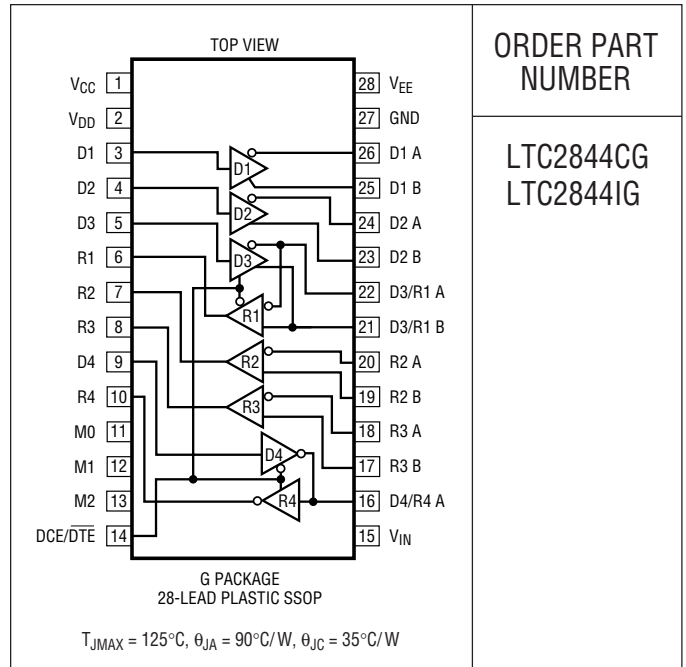 TOP VIEW
ORDER PART
NUMBER
LTC2844CG
LTC2844IG
VCC 1
28 VEE
VDD 2
27 GND
D1 3
26 D1 A
D2 4
25 D1 B
D3 5
24 D2 A
R1 6
23 D2 B
R2 7
22 D3/R1 A
R3 8
21 D3/R1 B
D4 9
20 R2 A
R4 10
19 R2 B
M0 11
18 R3 A
M1 12
17 R3 B
M2 13
16 D4/R4 A
DCE/D̅T̅E̅ 14
15 VIN
D1
D2
D3
R1
R2
R3
D4
R4
G PACKAGE
28-LEAD PLASTIC SSOP
TJMAX = 125°C, θJA = 90°C/W, θJC = 35°C/W